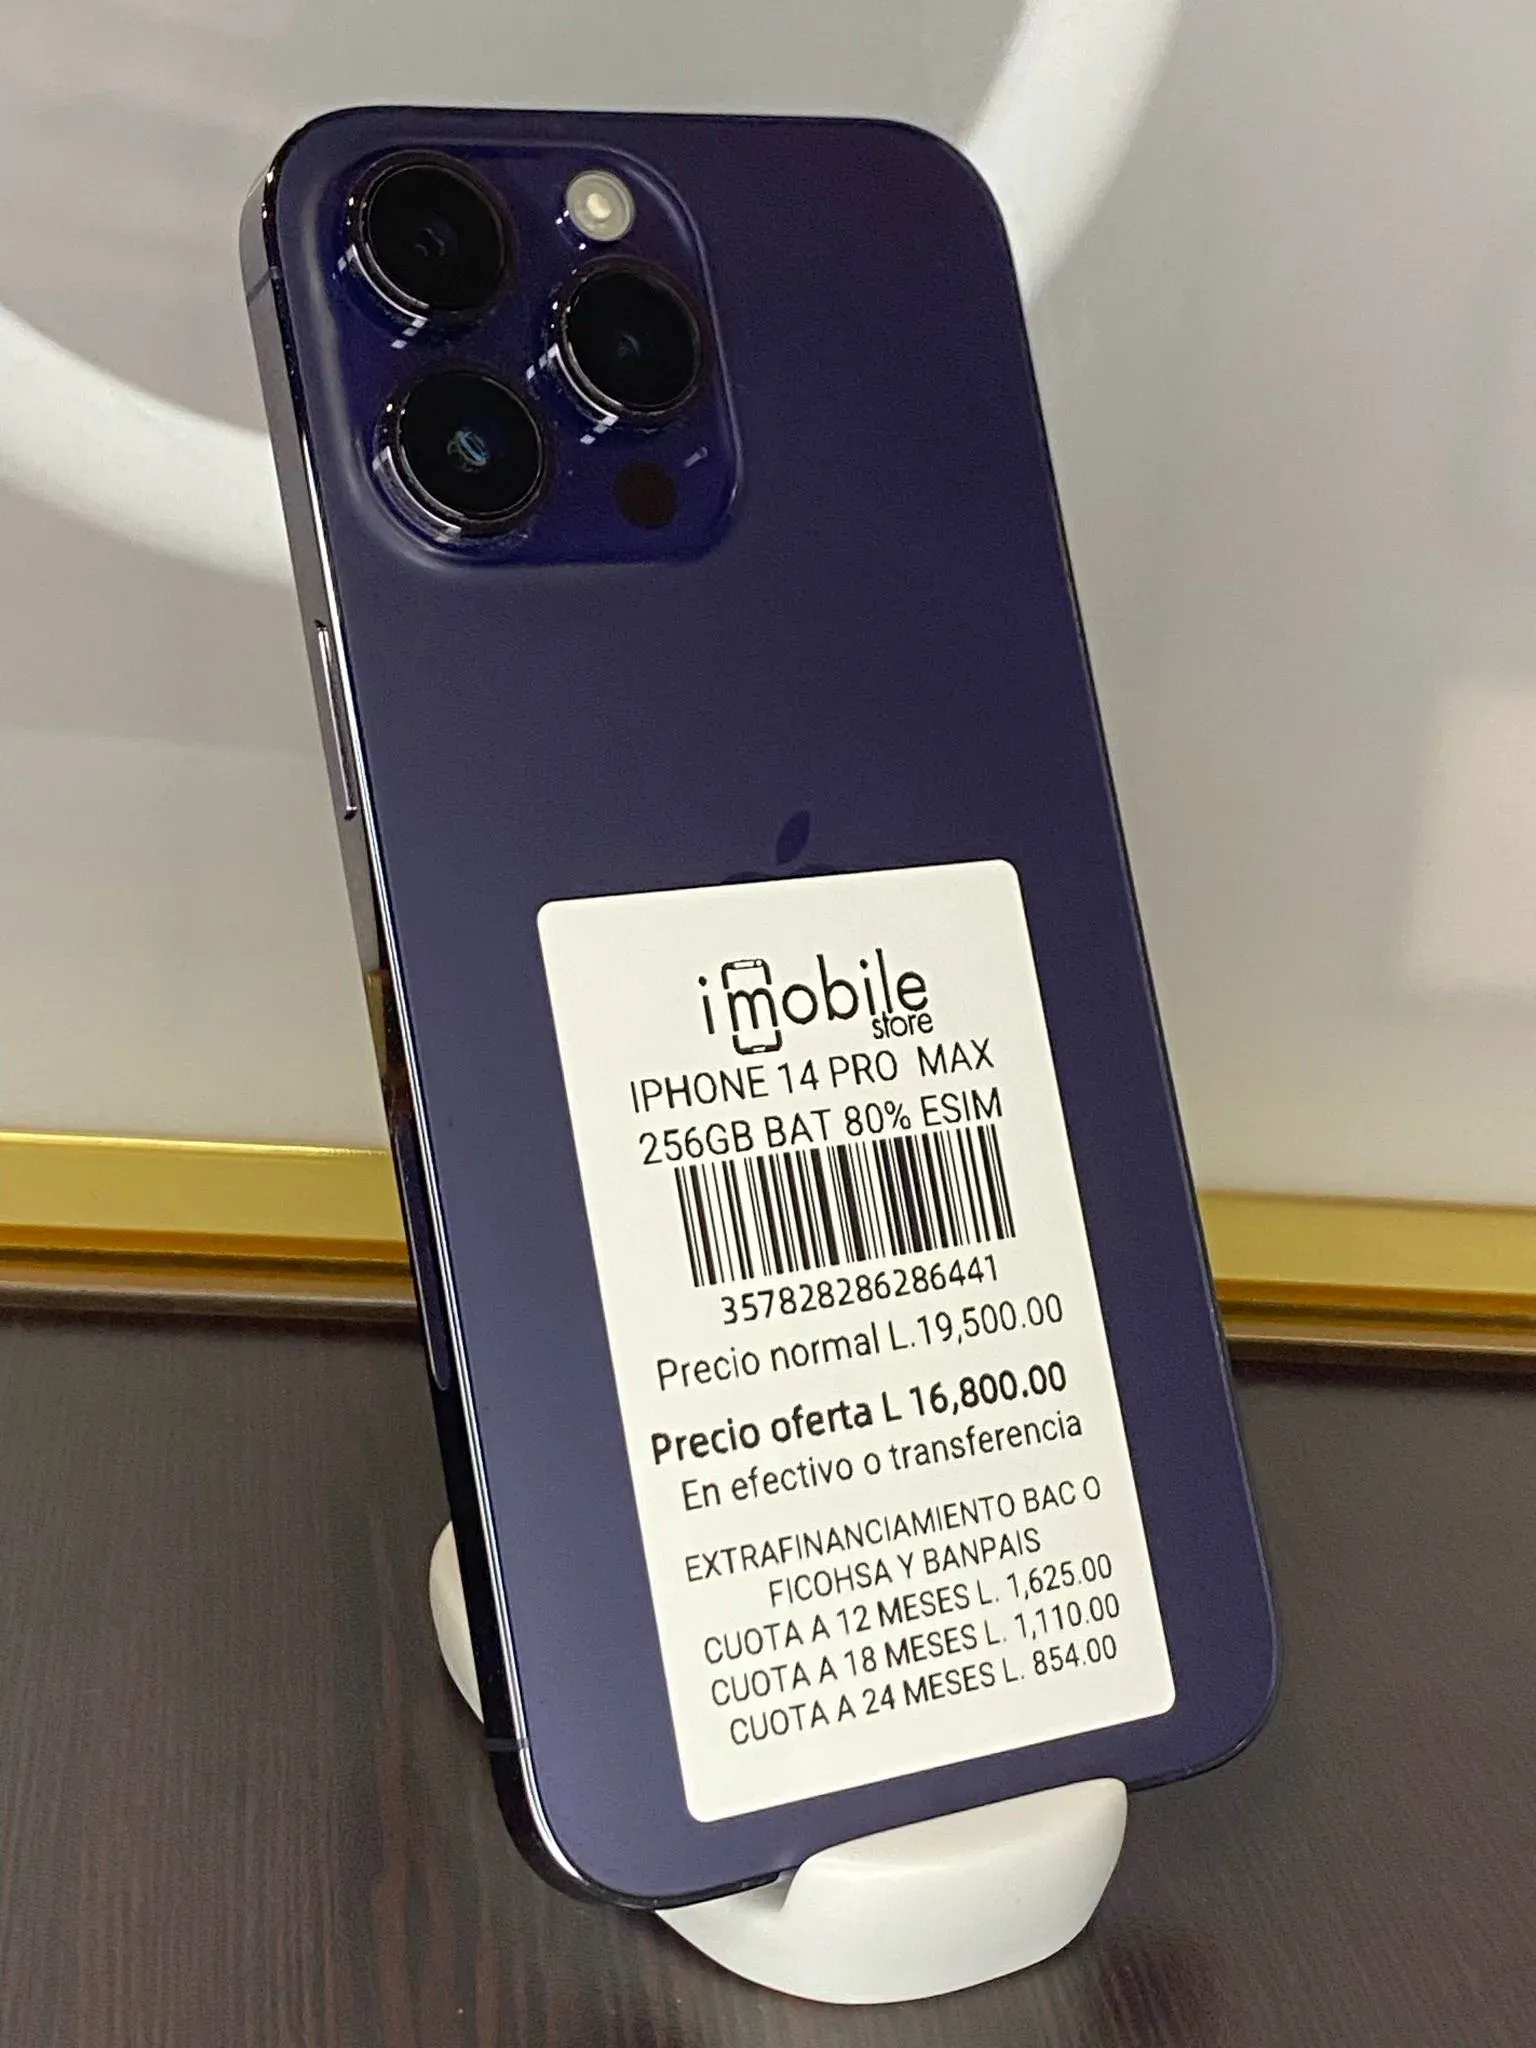 imobile
store
IPHONE 14 PRO MAX
256GB BAT 80% ESIM
357828286286441
Precio normal L.19,500.00
Precio oferta L 16,800.00
En efectivo o transferencia
EXTRAFINANCIAMIENTO BAC O
FICOHSA Y BANPAIS
CUOTA A 12 MESES L. 1,625.00
CUOTA A 18 MESES L. 1,110.00
CUOTA A 24 MESES L. 854.00